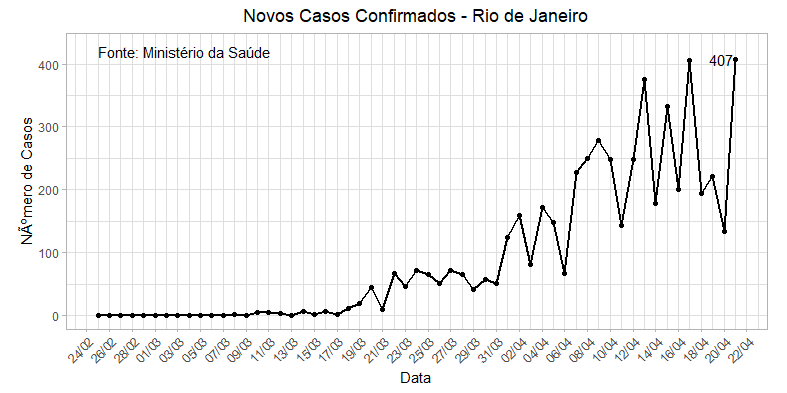 Novos Casos Confirmados - Rio de Janeiro
Fonte: Ministério da Saúde
407
400
300
200
100
0
NÃºmero de Casos
24/02 26/02 28/02 01/03 03/03 05/03 07/03 09/03 11/03 13/03 15/03 17/03 19/03 21/03 23/03 25/03 27/03 29/03 31/03 02/04 04/04 06/04 08/04 10/04 12/04 14/04 16/04 18/04 20/04 22/04
Data